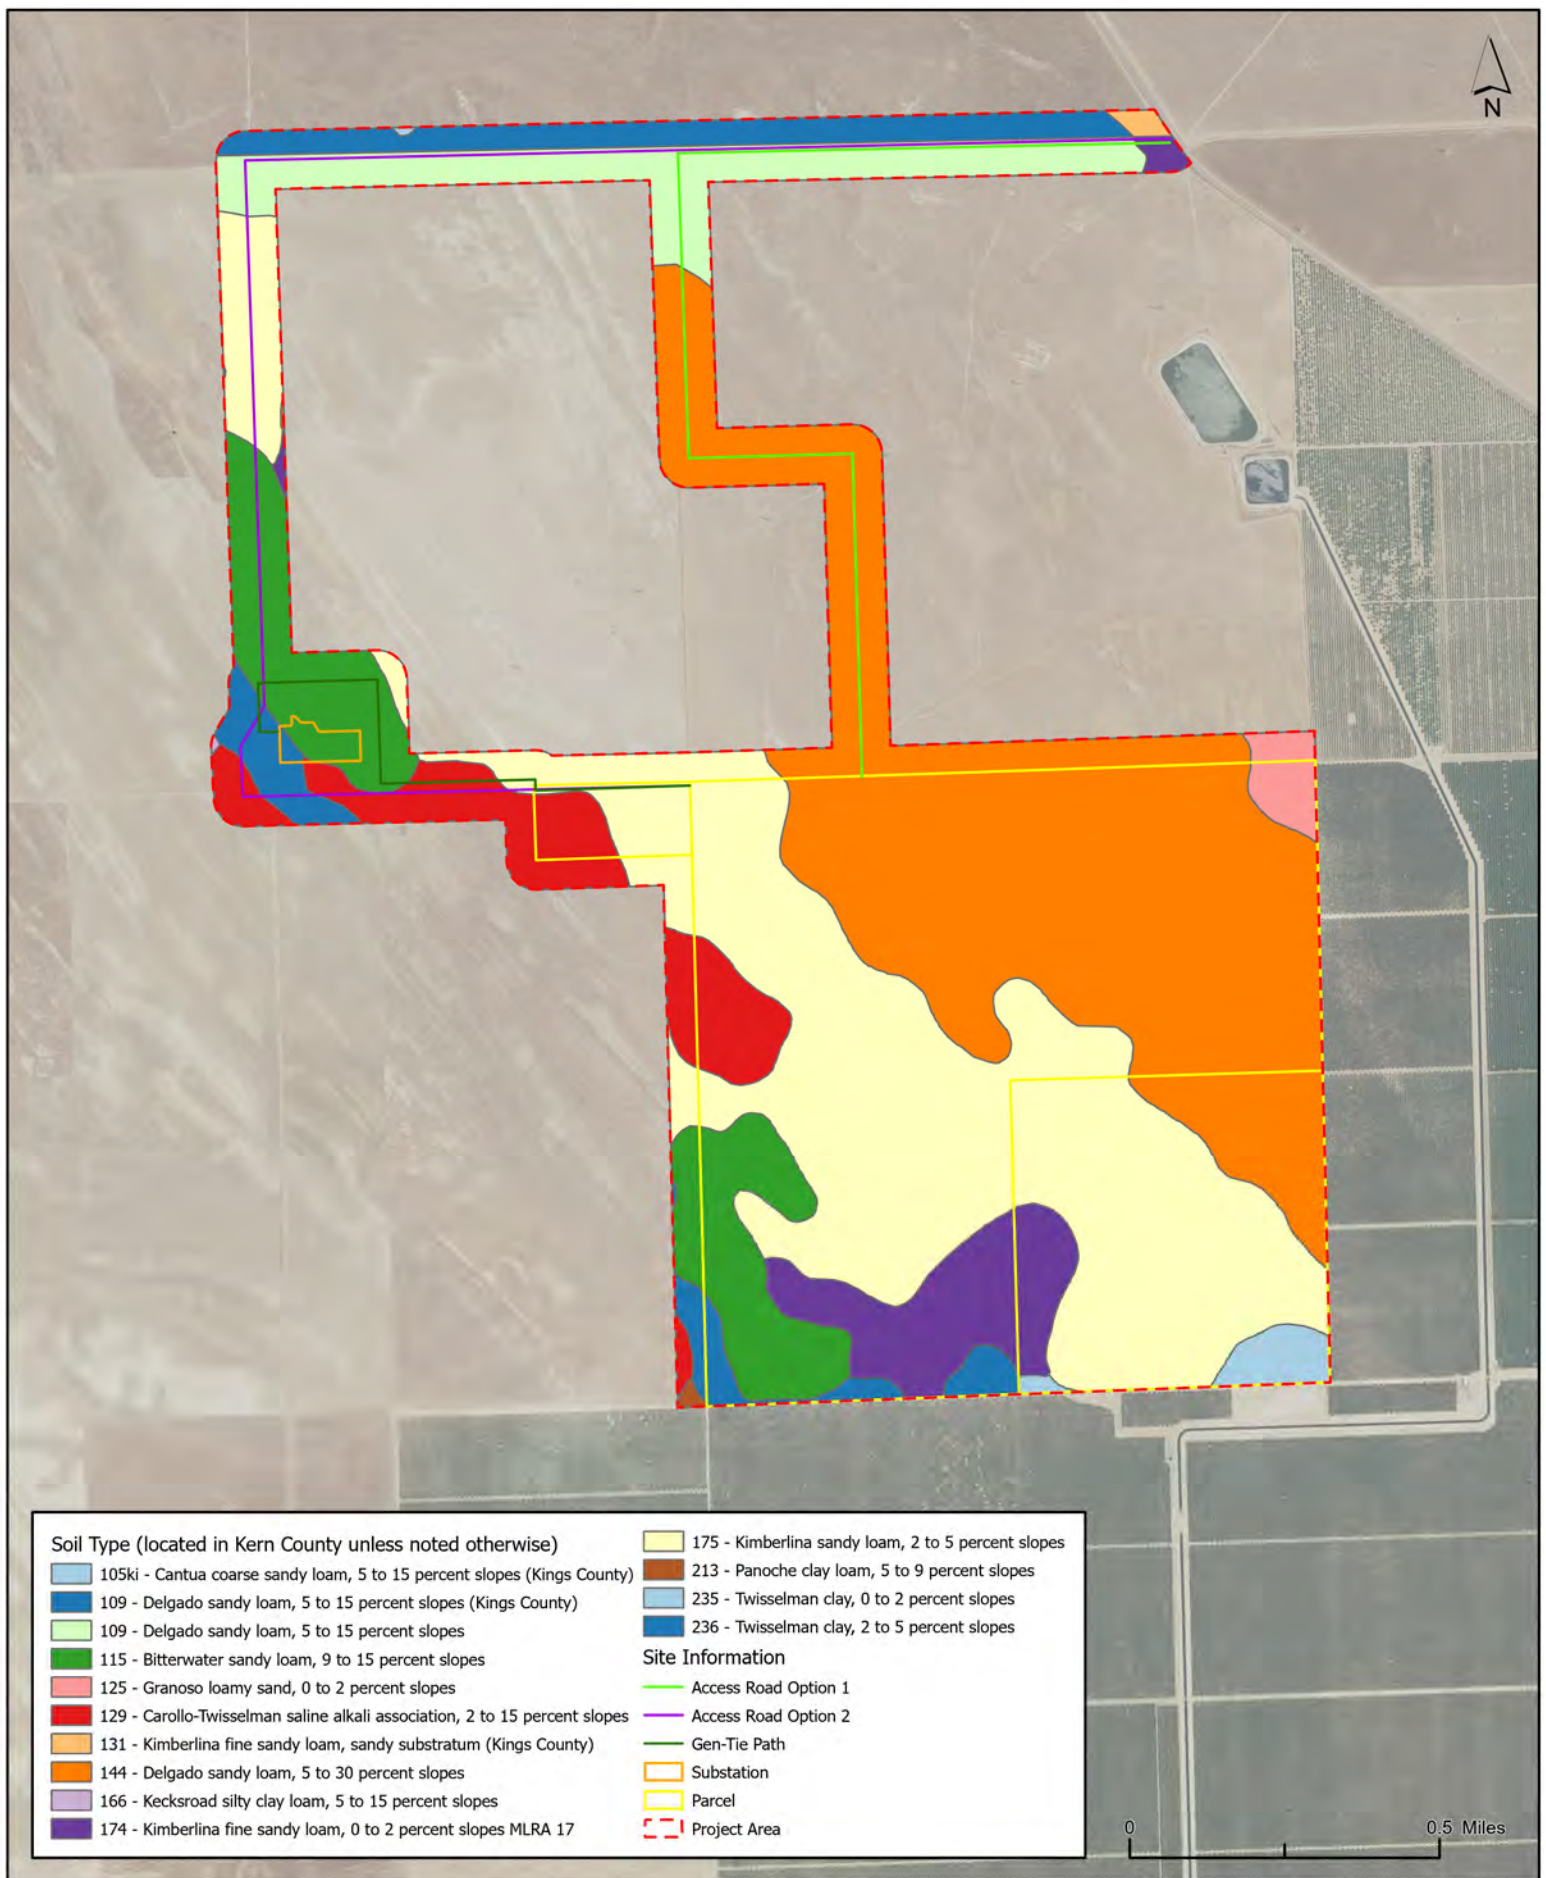 N
Soil Type (located in Kern County unless noted otherwise)
105ki - Cantua coarse sandy loam, 5 to 15 percent slopes (Kings County)
109 - Delgado sandy loam, 5 to 15 percent slopes (Kings County)
109 - Delgado sandy loam, 5 to 15 percent slopes
115 - Bitterwater sandy loam, 9 to 15 percent slopes
125 - Granoso loamy sand, 0 to 2 percent slopes
129 - Carollo-Twisselman saline alkali association, 2 to 15 percent slopes
131 - Kimberlina fine sandy loam, sandy substratum (Kings County)
144 - Delgado sandy loam, 5 to 30 percent slopes
166 - Kecksroad silty clay loam, 5 to 15 percent slopes
174 - Kimberlina fine sandy loam, 0 to 2 percent slopes MLRA 17
175 - Kimberlina sandy loam, 2 to 5 percent slopes
213 - Panoche clay loam, 5 to 9 percent slopes
235 - Twisselman clay, 0 to 2 percent slopes
236 - Twisselman clay, 2 to 5 percent slopes
Site Information
Access Road Option 1
Access Road Option 2
Gen-Tie Path
Substation
Parcel
Project Area
0 0.5 Miles